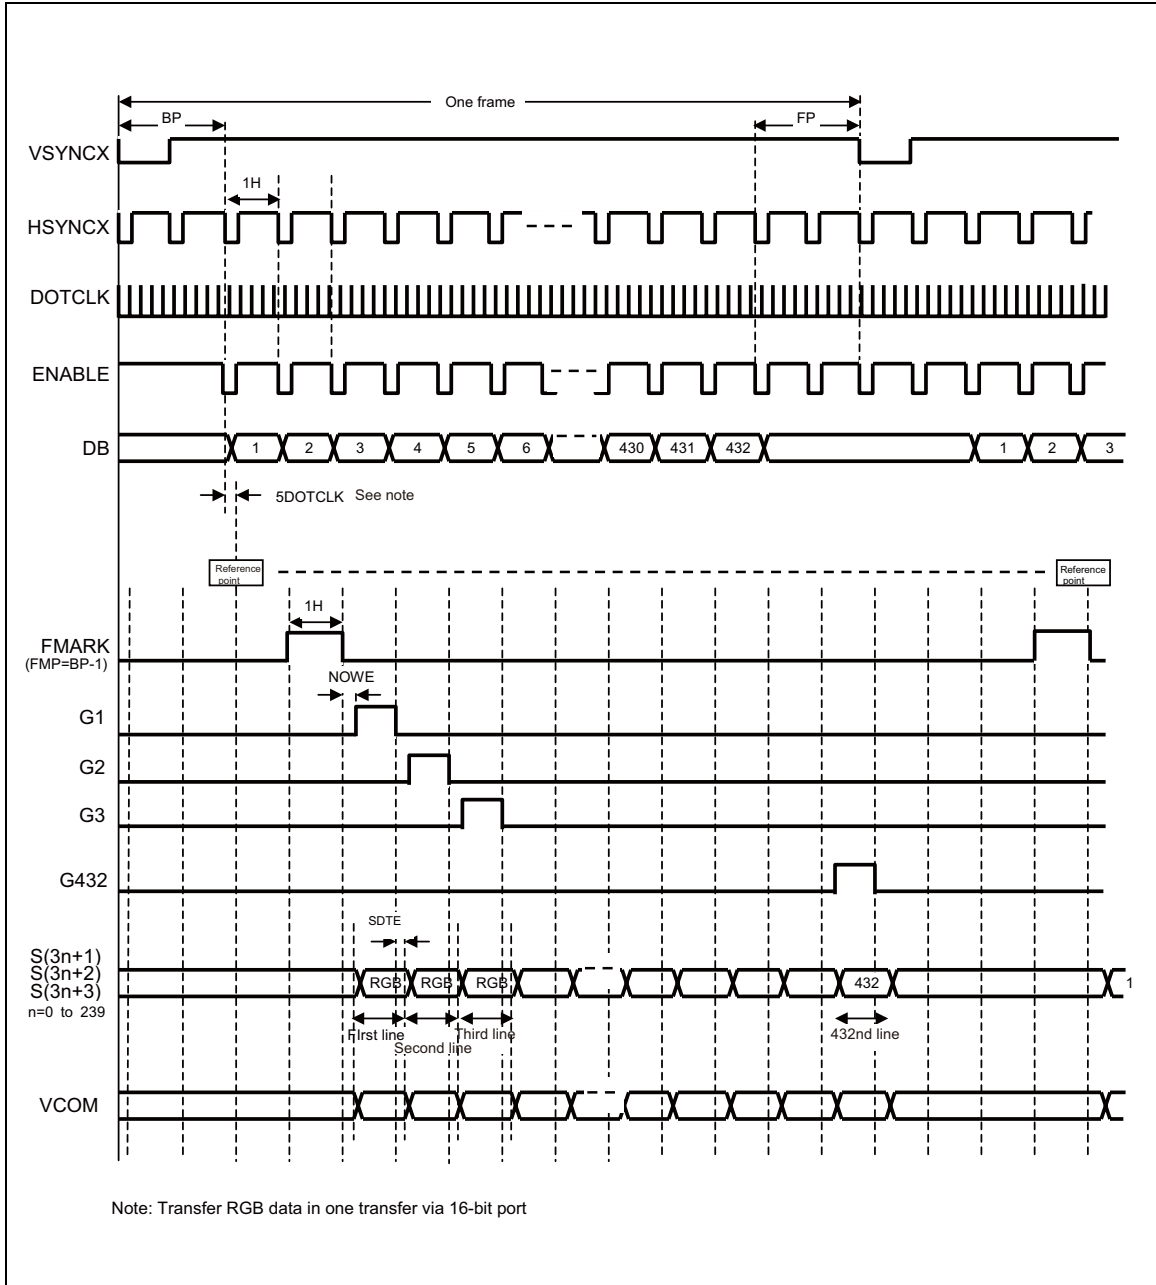 One frame
BP
FP
VSYNCX
1H
HSYNCX
DOTCLK
ENABLE
DB
1 2 3 4 5 6 430 431 432 1 2 3
5DOTCLK See note
Reference
point
Reference
point
1H
FMARK
(FMP=BP-1)
NOWE
G1
G2
G3
G432
SDTE
S(3n+1)
S(3n+2)
S(3n+3)
n=0 to 239
RGB RGB RGB 432 1
FIrst line
Second line
Third line
432nd line
VCOM
Note: Transfer RGB data in one transfer via 16-bit port